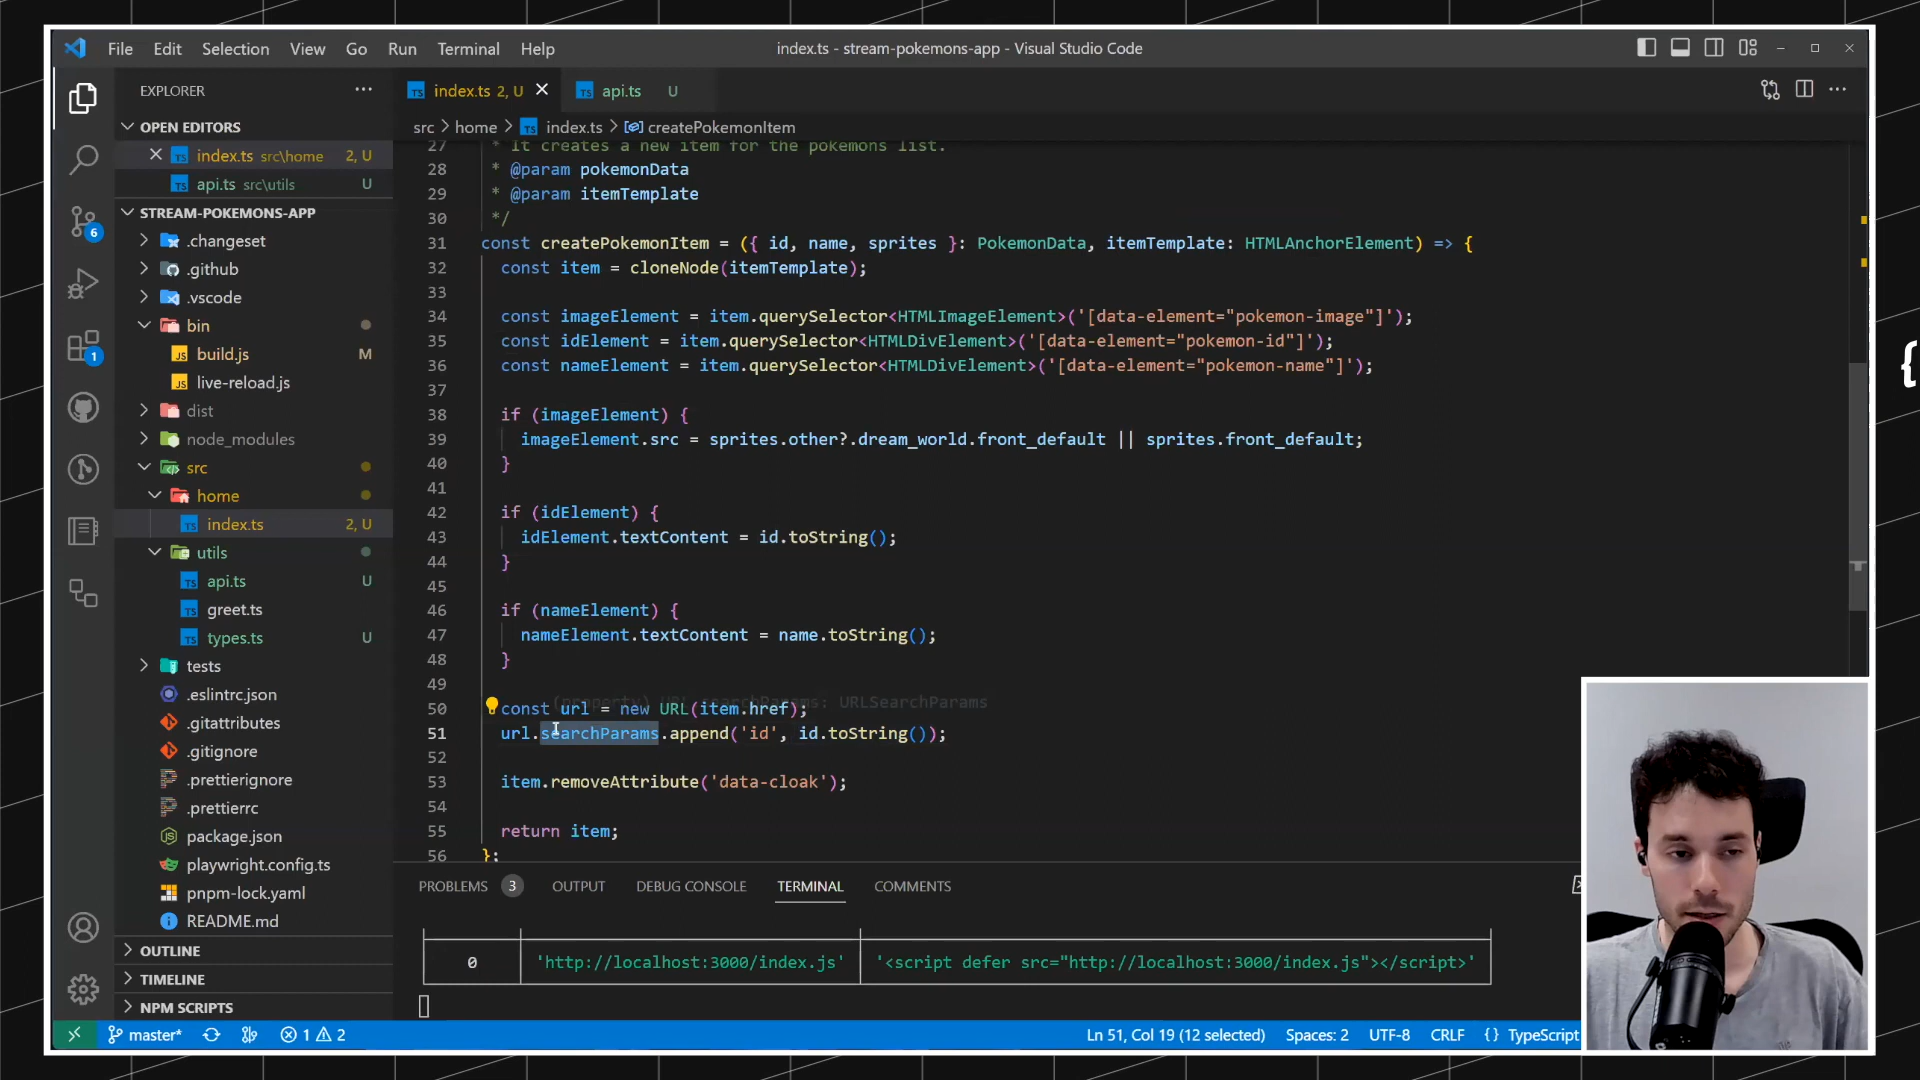 File Edit Selection View Go Run Terminal Help
index.ts - stream-pokemons-app - Visual Studio Code
EXPLORER
OPEN EDITORS
index.ts src\home 2, U
api.ts src\utils U
STREAM-POKEMONS-APP
.changeset
.github
.vscode
bin
build.js M
live-reload.js
dist
node_modules
src
home
index.ts 2, U
utils
api.ts U
greet.ts
types.ts U
tests
.eslintrc.json
.gitattributes
.gitignore
.prettierignore
.prettierrc
package.json
playwright.config.ts
pnpm-lock.yaml
README.md
OUTLINE
TIMELINE
NPM SCRIPTS
6
1
TS index.ts 2, U
TS api.ts U
src > home > TS index.ts > createPokemonItem
27 * It creates a new item for the pokemons list.
28 * @param pokemonData
29 * @param itemTemplate
30 */
31 const createPokemonItem = ({ id, name, sprites }: PokemonData, itemTemplate: HTMLAnchorElement) => {
32 const item = cloneNode(itemTemplate);
33
34 const imageElement = item.querySelector<HTMLImageElement>('[data-element="pokemon-image"]');
35 const idElement = item.querySelector<HTMLDivElement>('[data-element="pokemon-id"]');
36 const nameElement = item.querySelector<HTMLDivElement>('[data-element="pokemon-name"]');
37
38 if (imageElement) {
39 imageElement.src = sprites.other?.dream_world.front_default || sprites.front_default;
40 }
41
42 if (idElement) {
43 idElement.textContent = id.toString();
44 }
45
46 if (nameElement) {
47 nameElement.textContent = name.toString();
48 }
49
(property) URL.searchParams: URLSearchParams
50 const url = new URL(item.href);
51 url.searchParams.append('id', id.toString());
52
53 item.removeAttribute('data-cloak');
54
55 return item;
56 };
PROBLEMS 3 OUTPUT DEBUG CONSOLE TERMINAL COMMENTS
0 'http://localhost:3000/index.js' '<script defer src="http://localhost:3000/index.js"></script>'
master* 1 2 Ln 51, Col 19 (12 selected) Spaces: 2 UTF-8 CRLF {} TypeScript
{